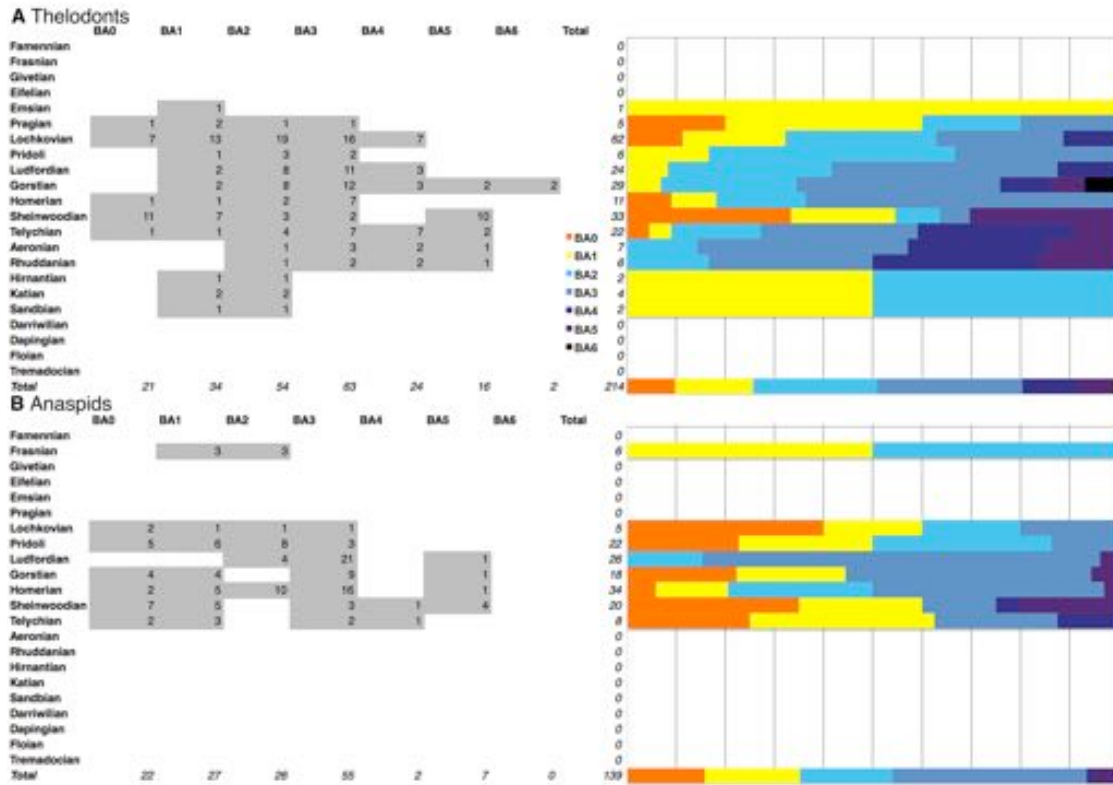 A Thelodonts
BA0 BA1 BA2 BA3 BA4 BA5 BA6 Total
Famennian 0
Frasnian 0
Givetian 0
Eifelian 0
Emsian 1 1
Pragian 1 2 1 1 5
Lochkovian 7 13 19 16 7 62
Pridoli 1 3 2 6
Ludfordian 2 8 11 3 24
Gorstian 2 8 12 3 2 2 29
Homerian 1 1 2 7 11
Sheinwoodian 11 7 3 2 10 33
Telychian 1 1 4 7 7 2 22
Aeronian 1 3 2 1 7
Rhuddanian 1 2 2 1 6
Hirnantian 1 1 2
Katian 2 2 4
Sandbian 1 1 2
Darriwilian 0
Dapingian 0
Floian 0
Tremadocian 0
Total 21 34 54 63 24 16 2 214
BA0
BA1
BA2
BA3
BA4
BA5
BA6
B Anaspids
BA0 BA1 BA2 BA3 BA4 BA5 BA6 Total
Famennian 0
Frasnian 3 3 6
Givetian 0
Eifelian 0
Emsian 0
Pragian 0
Lochkovian 2 1 1 1 5
Pridoli 5 6 8 3 22
Ludfordian 4 21 1 26
Gorstian 4 4 9 1 18
Homerian 2 5 10 16 1 34
Sheinwoodian 7 5 3 1 4 20
Telychian 2 3 2 1 8
Aeronian 0
Rhuddanian 0
Hirnantian 0
Katian 0
Sandbian 0
Darriwilian 0
Dapingian 0
Floian 0
Tremadocian 0
Total 22 27 26 55 2 7 0 139